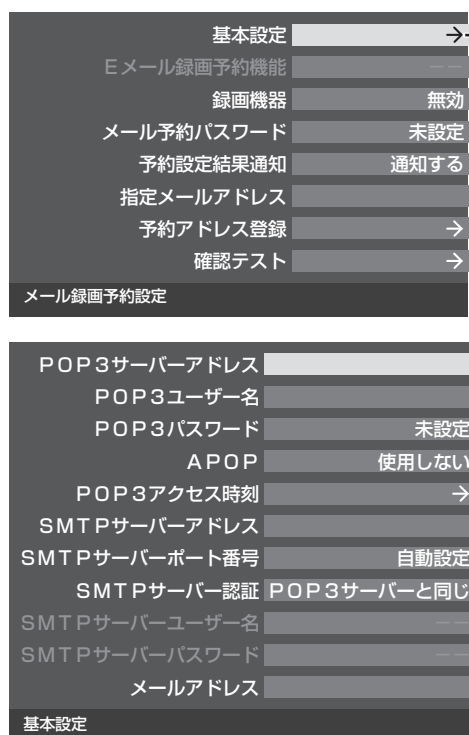 基本設定 →
Eメール録画予約機能 −−
録画機器 無効
メール予約パスワード 未設定
予約設定結果通知 通知する
指定メールアドレス
予約アドレス登録 →
確認テスト →
メール録画予約設定
POP3サーバーアドレス
POP3ユーザー名
POP3パスワード 未設定
APOP 使用しない
POP3アクセス時刻 →
SMTPサーバーアドレス
SMTPサーバーポート番号 自動設定
SMTPサーバー認証 POP3サーバーと同じ
SMTPサーバーユーザー名 −−
SMTPサーバーパスワード −−
メールアドレス
基本設定